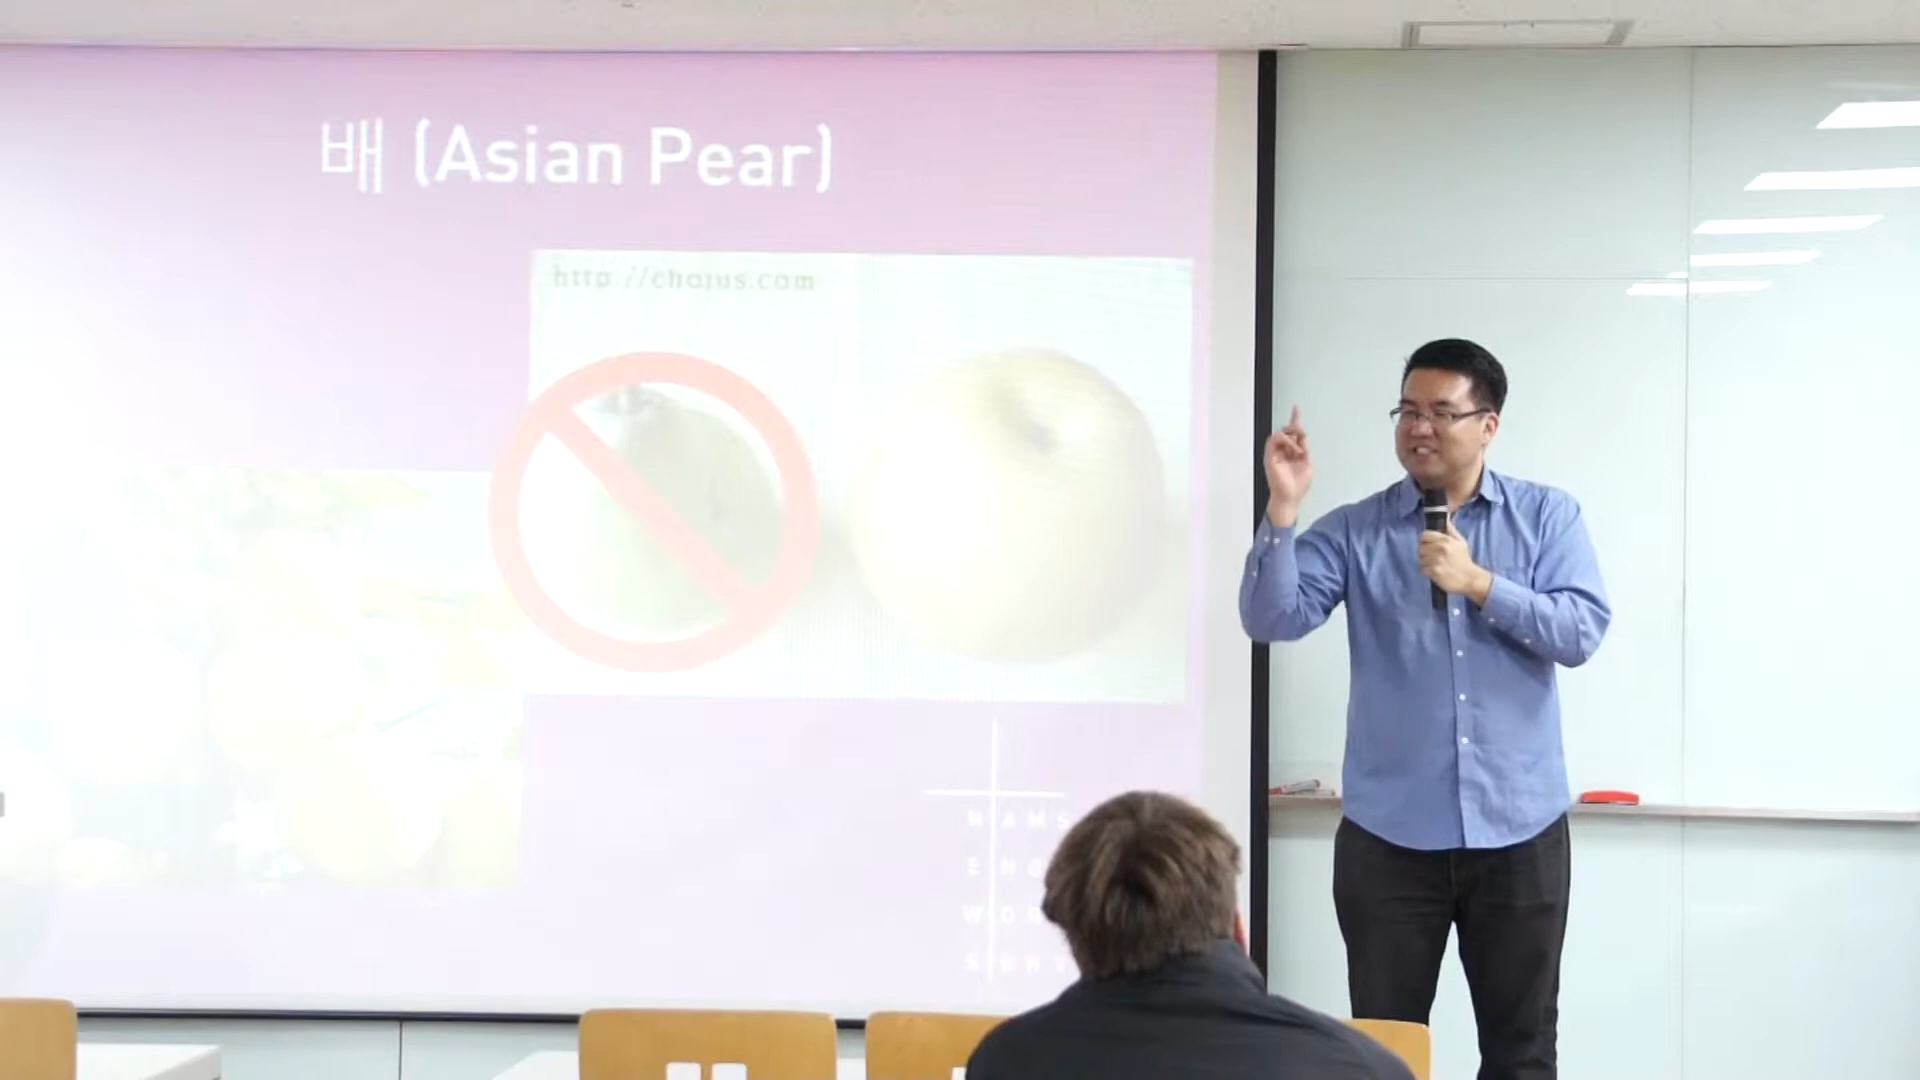 배 (Asian Pear)
http://chojus.com
N A M S
E N G
W O R
S E R V